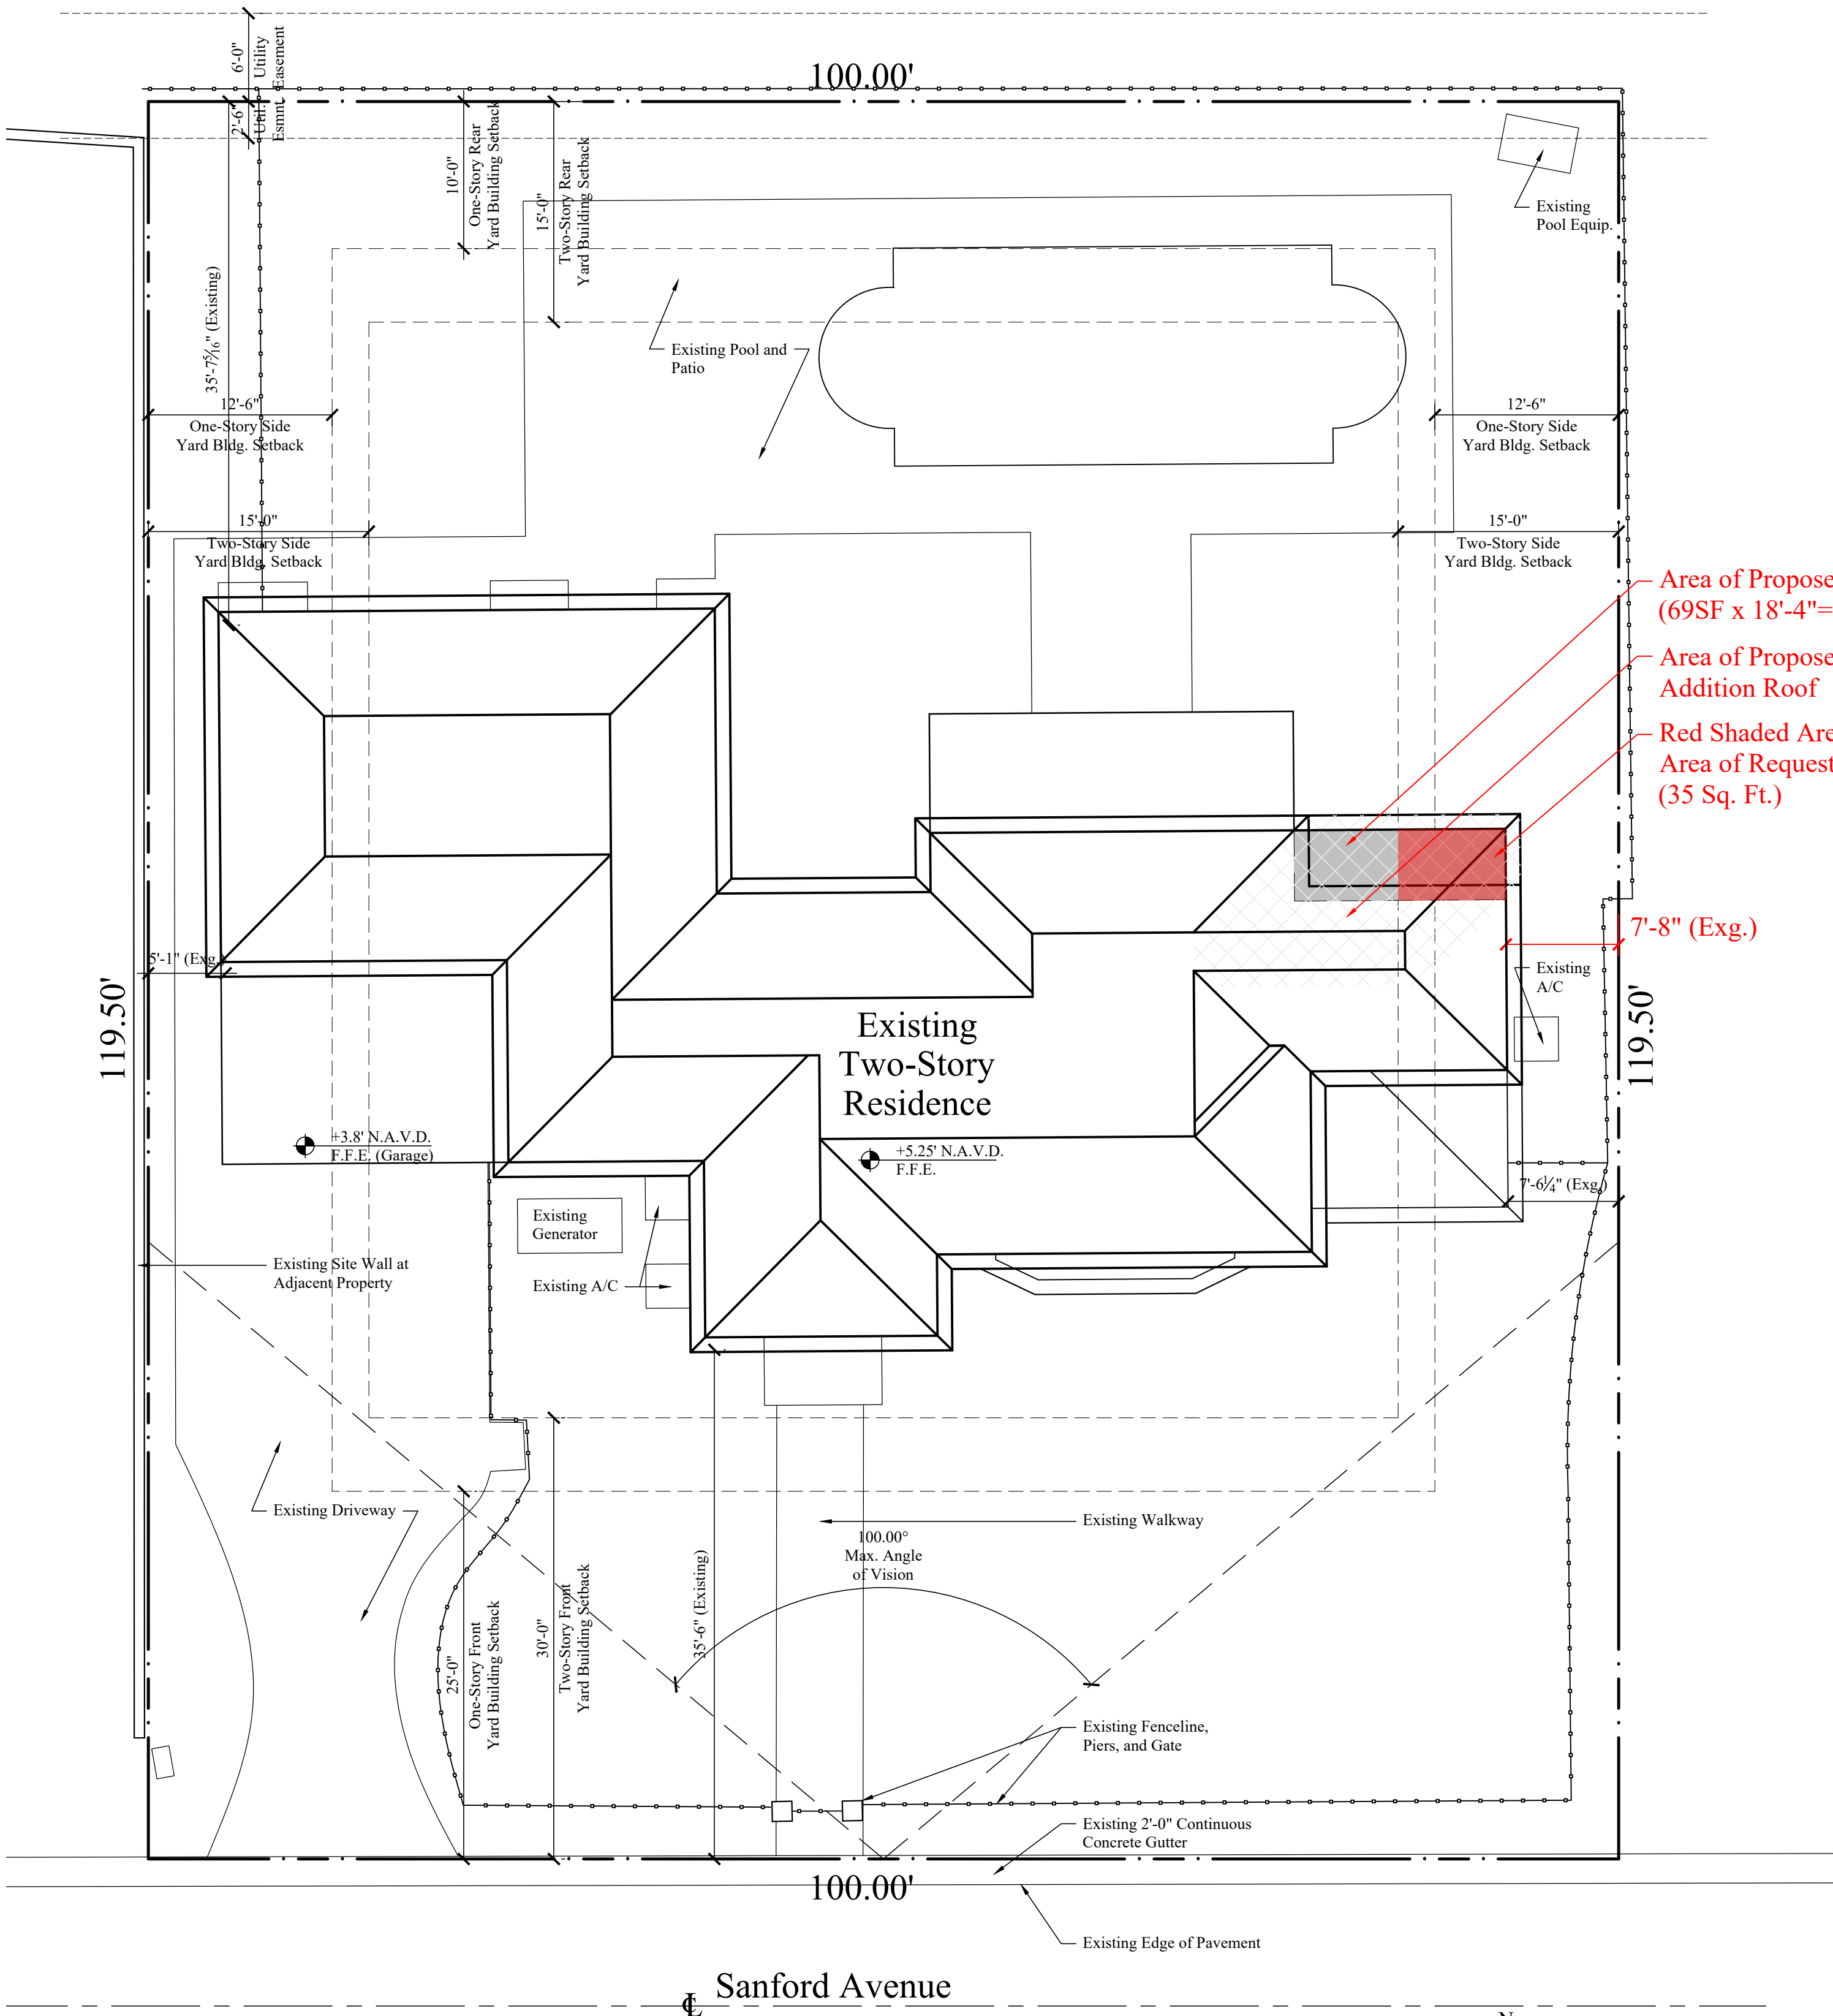 100.00'
6'-0"
Utility
Easement
2'-6"
Util.
Esmnt.
10'-0"
One-Story Rear
Yard Building Setback
15'-0"
Two-Story Rear
Yard Building Setback
Existing
Pool Equip.
35'-7 5/16" (Existing)
Existing Pool and
Patio
12'-6"
One-Story Side
Yard Bldg. Setback
12'-6"
One-Story Side
Yard Bldg. Setback
15'-0"
Two-Story Side
Yard Bldg. Setback
15'-0"
Two-Story Side
Yard Bldg. Setback
Area of Propose
(69SF x 18'-4"=
Area of Propose
Addition Roof
Red Shaded Are
Area of Request
(35 Sq. Ft.)
7'-8" (Exg.)
5'-1" (Exg.)
Existing
A/C
119.50'
119.50'
Existing
Two-Story
Residence
+3.8' N.A.V.D.
F.F.E. (Garage)
+5.25' N.A.V.D.
F.F.E.
7'-6¼" (Exg.)
Existing
Generator
Existing Site Wall at
Adjacent Property
Existing A/C
Existing Driveway
Existing Walkway
100.00°
Max. Angle
of Vision
25'-0"
One-Story Front
Yard Building Setback
30'-0"
Two-Story Front
Yard Building Setback
35'-6" (Existing)
Existing Fenceline,
Piers, and Gate
Existing 2'-0" Continuous
Concrete Gutter
100.00'
Existing Edge of Pavement
Sanford Avenue
℄
N